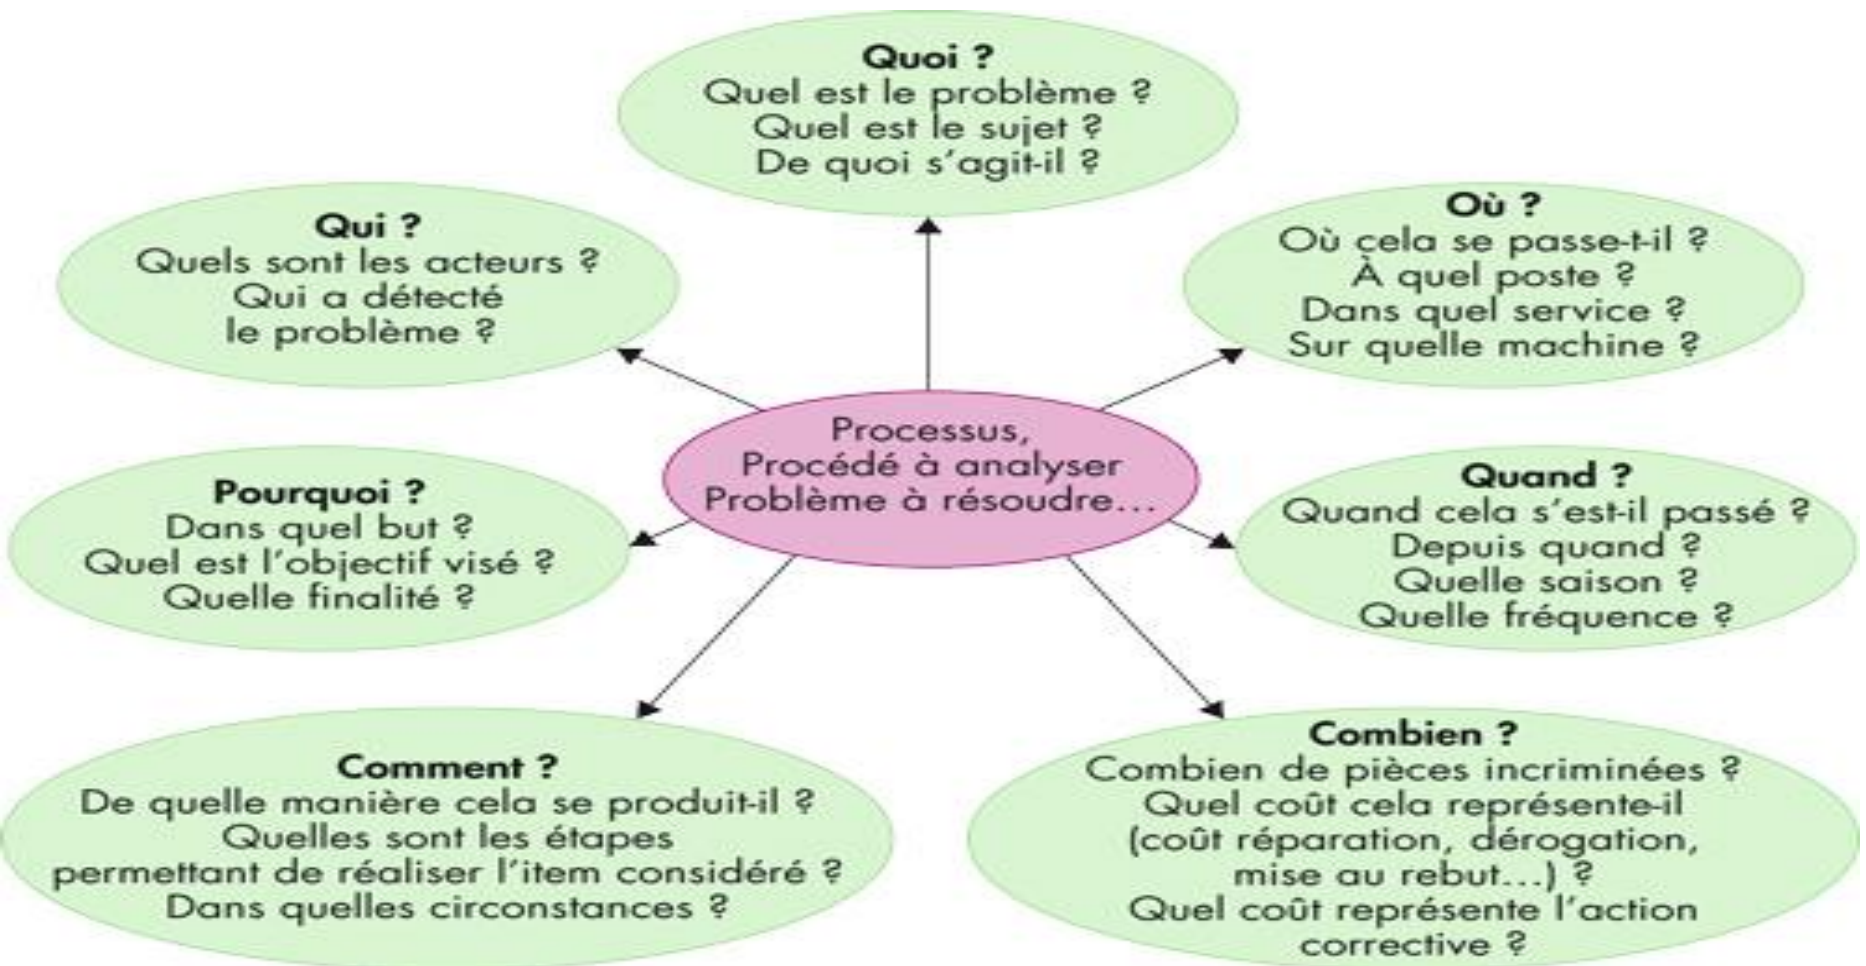 Quoi ?
Quel est le problème ?
Quel est le sujet ?
De quoi s'agit-il ?
Qui ?
Quels sont les acteurs ?
Qui a détecté
le problème ?
Où ?
Où cela se passe-t-il ?
À quel poste ?
Dans quel service ?
Sur quelle machine ?
Processus,
Procédé à analyser
Problème à résoudre...
Pourquoi ?
Dans quel but ?
Quel est l'objectif visé ?
Quelle finalité ?
Quand ?
Quand cela s'est-il passé ?
Depuis quand ?
Quelle saison ?
Quelle fréquence ?
Comment ?
De quelle manière cela se produit-il ?
Quelles sont les étapes
permettant de réaliser l'item considéré ?
Dans quelles circonstances ?
Combien ?
Combien de pièces incriminées ?
Quel coût cela représente-il
(coût réparation, dérogation,
mise au rebut...) ?
Quel coût représente l'action
corrective ?